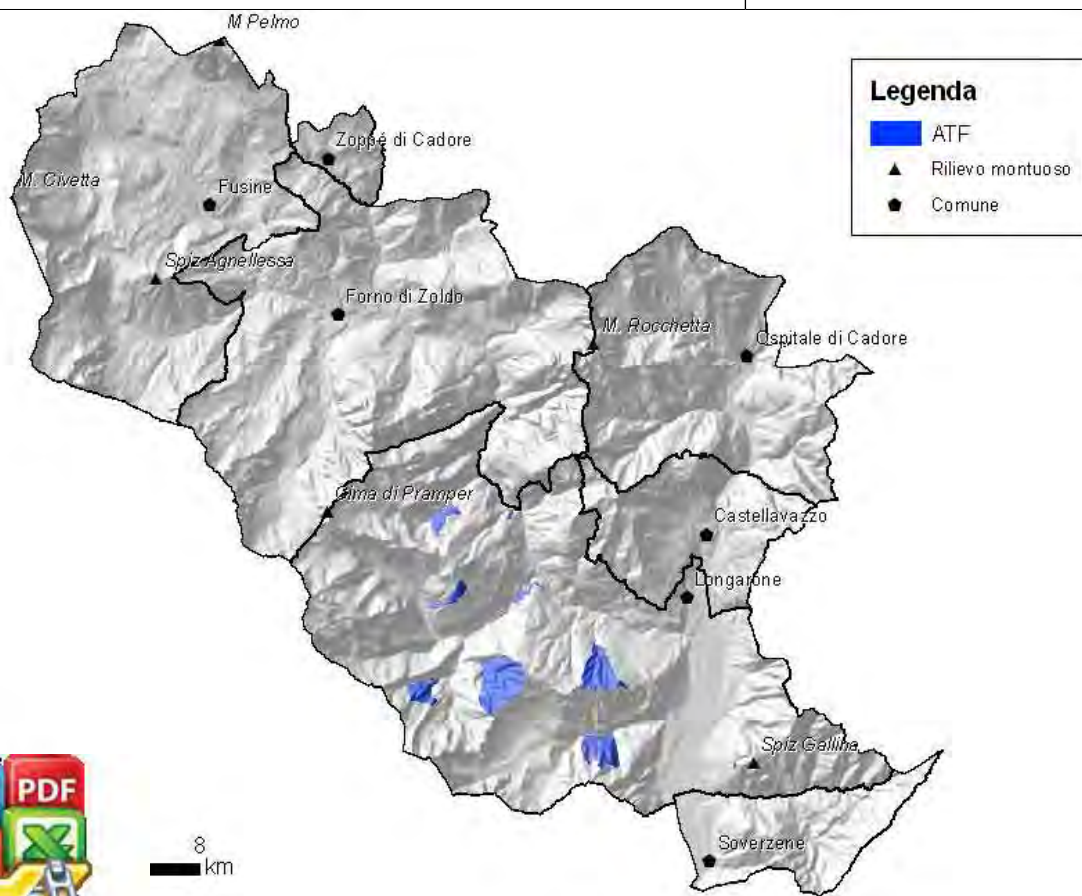 M Pelmo
Legenda
ATF
Rilievo montuoso
Comune
Zoppé di Cadore
M. Civetta
Fusine
Spiz Agnellessa
Forno di Zoldo
M. Rocchetta
Ospitale di Cadore
Cima di Pramper
Castellavazzo
Longarone
Spiz Gallina
PDF
8
km
Soverzene